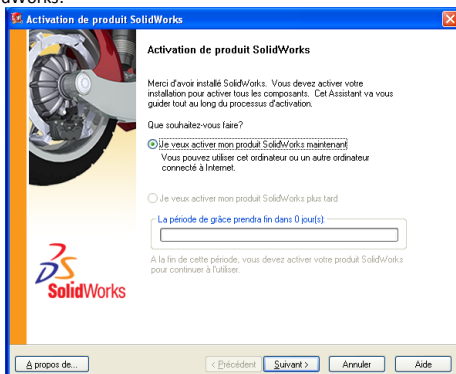 dWorks.
Activation de produit SolidWorks
Activation de produit SolidWorks
Merci d'avoir installé SolidWorks. Vous devez activer votre
installation pour activer tous les composants. Cet Assistant va vous
guider tout au long du processus d'activation.
Que souhaitez-vous faire?
Je veux activer mon produit SolidWorks maintenant
Vous pouvez utiliser cet ordinateur ou un autre ordinateur
connecté à Internet.
Je veux activer mon produit SolidWorks plus tard
La période de grâce prendra fin dans 0 jour(s):
A la fin de cette période, vous devez activer votre produit SolidWorks
pour continuer à l'utiliser.
SolidWorks
A propos de...
< Précédent
Suivant >
Annuler
Aide